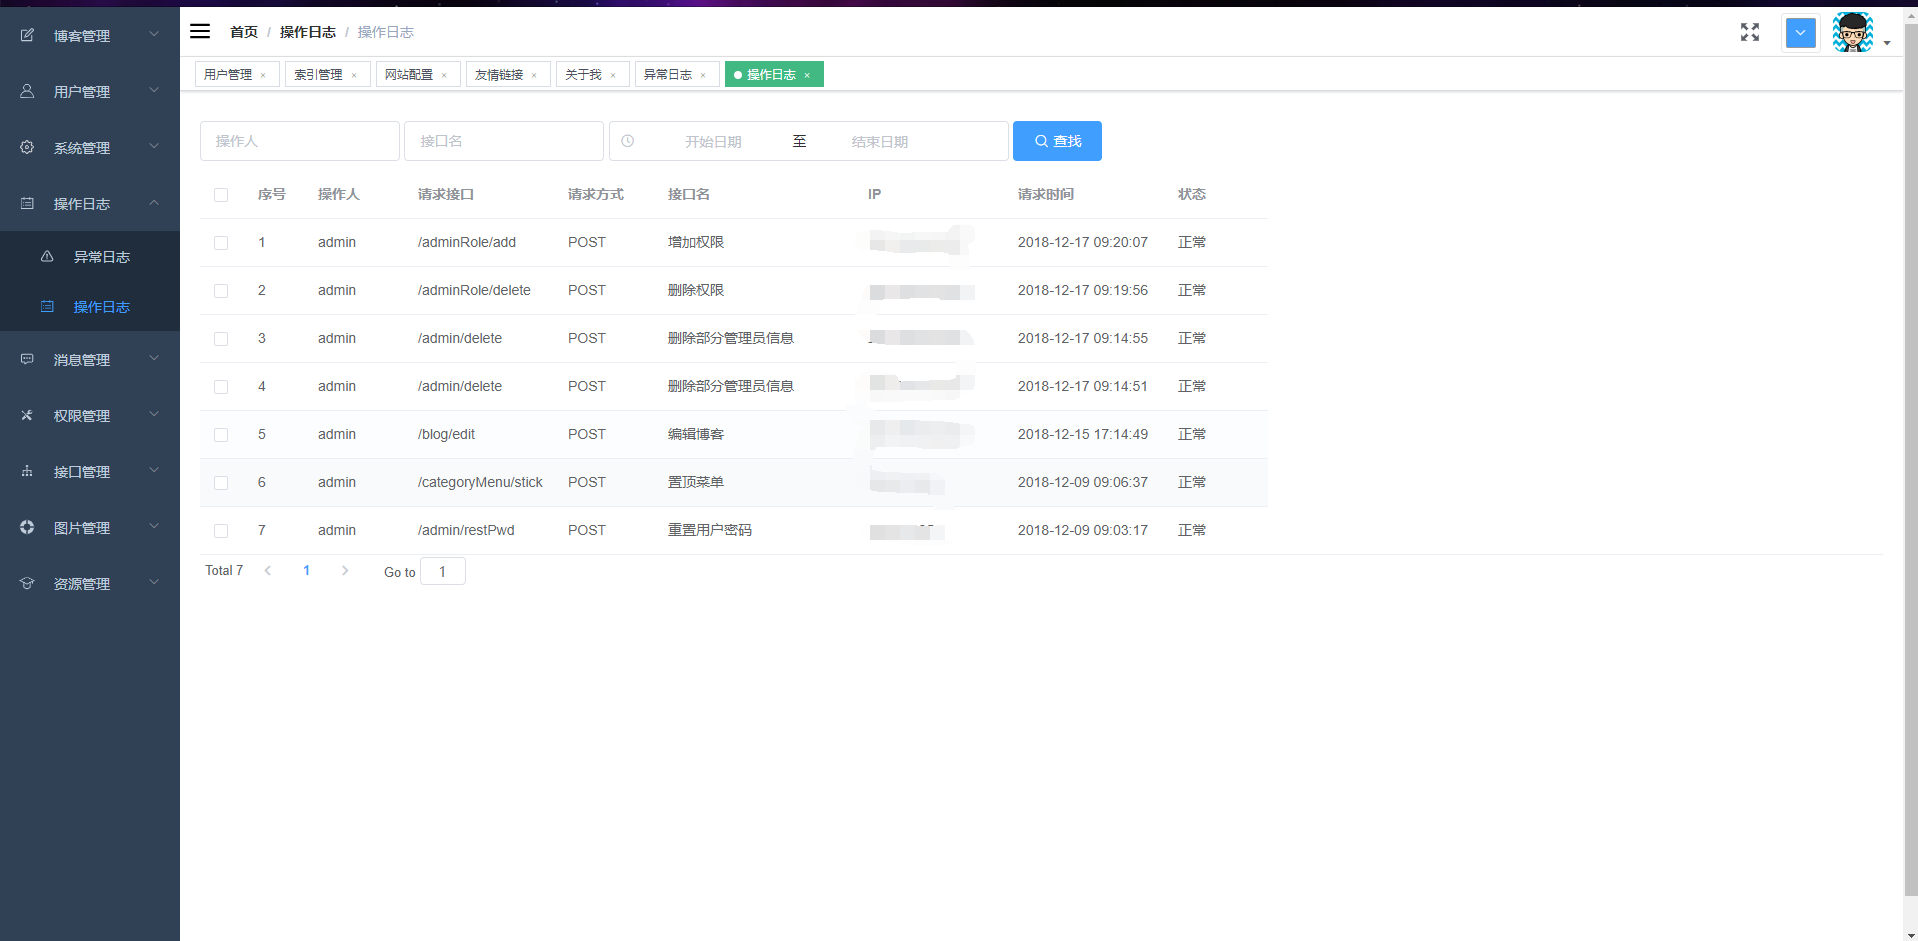 博客管理
用户管理
系统管理
操作日志
异常日志
操作日志
消息管理
权限管理
接口管理
图片管理
资源管理
首页 / 操作日志 / 操作日志
用户管理 × 索引管理 × 网站配置 × 友情链接 × 关于我 × 异常日志 × 操作日志 ×
操作人 接口名 开始日期 至 结束日期 查找
序号 操作人 请求接口 请求方式 接口名 IP 请求时间 状态
1 admin /adminRole/add POST 增加权限 2018-12-17 09:20:07 正常
2 admin /adminRole/delete POST 删除权限 2018-12-17 09:19:56 正常
3 admin /admin/delete POST 删除部分管理员信息 2018-12-17 09:14:55 正常
4 admin /admin/delete POST 删除部分管理员信息 2018-12-17 09:14:51 正常
5 admin /blog/edit POST 编辑博客 2018-12-15 17:14:49 正常
6 admin /categoryMenu/stick POST 置顶菜单 2018-12-09 09:06:37 正常
7 admin /admin/restPwd POST 重置用户密码 2018-12-09 09:03:17 正常
Total 7 1 Go to 1